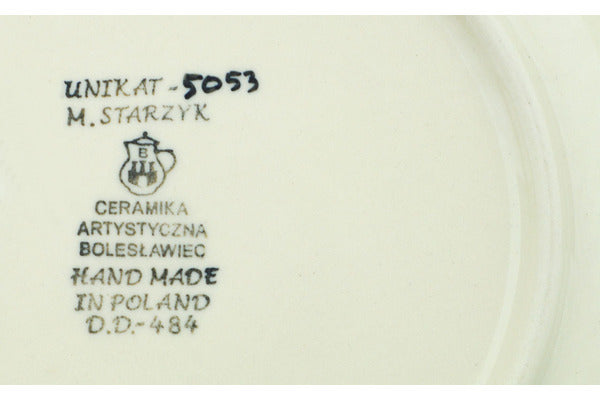 UNIKAT - 5053
M. STARZYK
B
CERAMIKA
ARTYSTYCZNA
BOLESŁAWIEC
HAND MADE
IN POLAND
D.D.-484